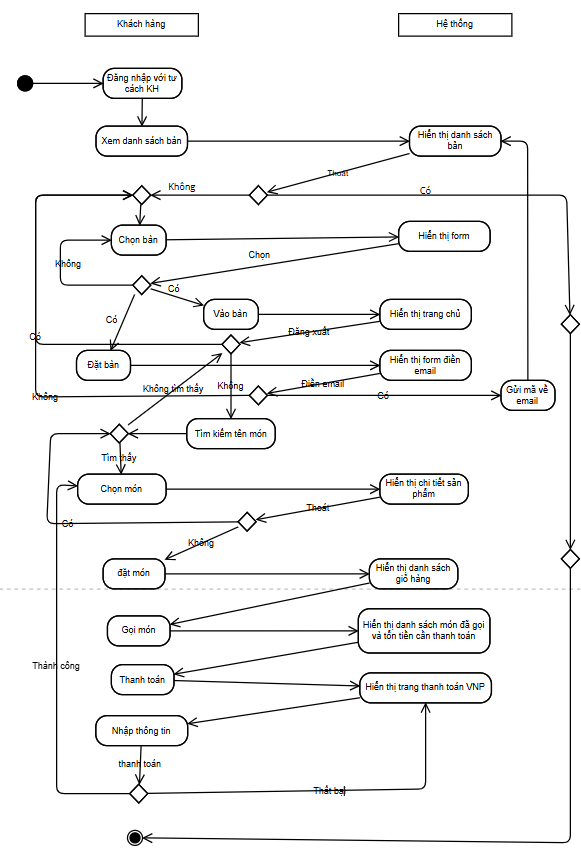 Khách hàng
Hệ thống
Đăng nhập với tư
cách KH
Xem danh sách bàn
Hiển thị danh sách
bàn
Thoát
Không
Có
Chọn bàn
Hiển thị form
Chọn
Không
Có
Vào bàn
Hiển thị trang chủ
Có
Đăng xuất
Có
Đặt bàn
Hiển thị form điền
email
Không tìm thấy
Không
Điền email
Không
Có
Gửi mã về
email
Tìm kiếm tên món
Tìm thấy
Chọn món
Hiển thị chi tiết sản
phẩm
Thoát
Có
Không
đặt món
Hiển thị danh sách
giỏ hàng
Gọi món
Hiển thị danh sách món đã gọi
và tổn tiền cần thanh toán
Thành công
Thanh toán
Hiển thị trang thanh toán VNP
Nhập thông tin
thanh toán
Thất bại